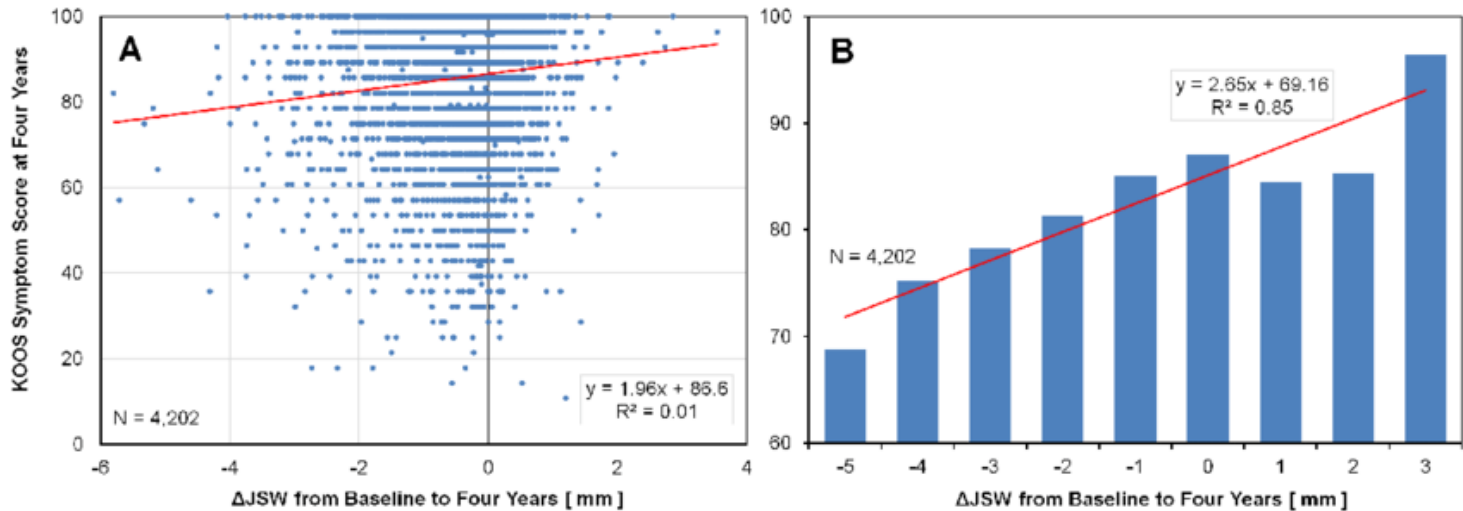 A
KOOS Symptom Score at Four Years
100
80
60
40
20
0
N = 4,202
y = 1.96x + 86.6
R² = 0.01
-6
-4
-2
0
2
4
ΔJSW from Baseline to Four Years [ mm ]
B
100
90
80
70
60
y = 2.65x + 69.16
R² = 0.85
N = 4,202
-5
-4
-3
-2
-1
0
1
2
3
ΔJSW from Baseline to Four Years [ mm ]